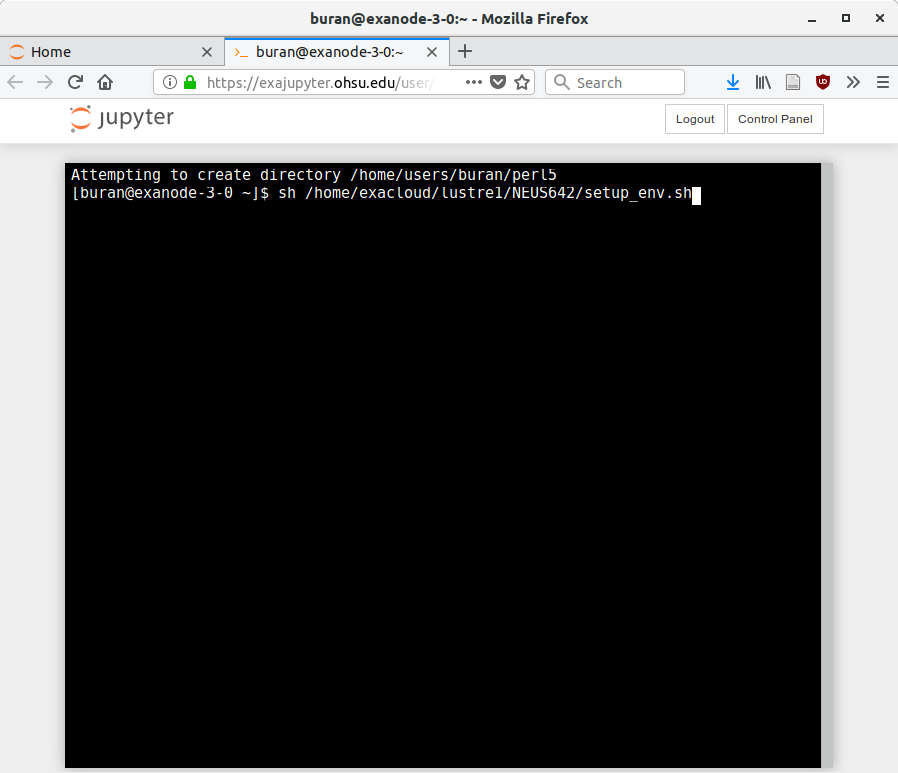 buran@exanode-3-0:~ - Mozilla Firefox
Home
>_ buran@exanode-3-0:~
https://exajupyter.ohsu.edu/user/
Search
jupyter
Logout
Control Panel
Attempting to create directory /home/users/buran/perl5
[buran@exanode-3-0 ~]$ sh /home/exacloud/lustre1/NEUS642/setup_env.sh